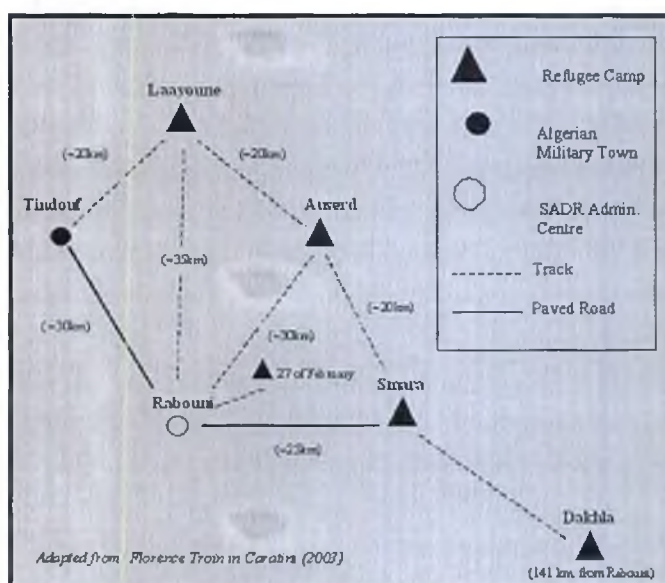 Laayoune
(~20km)
(~20km)
Tindouf
Auserd
(~35km)
(~30km)
(~30km)
(~20km)
27 of February
Rabouni
Smara
(~25km)
Dakhla
(141 km from Rabouni)
Adapted from Florence Troin in Caratini (2003)
Refugee Camp
Algerian
Military Town
SADR Admin.
Centre
Track
Paved Road